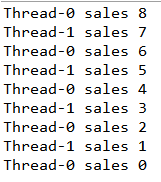 Thread-0 sales 8
Thread-1 sales 7
Thread-0 sales 6
Thread-1 sales 5
Thread-0 sales 4
Thread-1 sales 3
Thread-0 sales 2
Thread-1 sales 1
Thread-0 sales 0